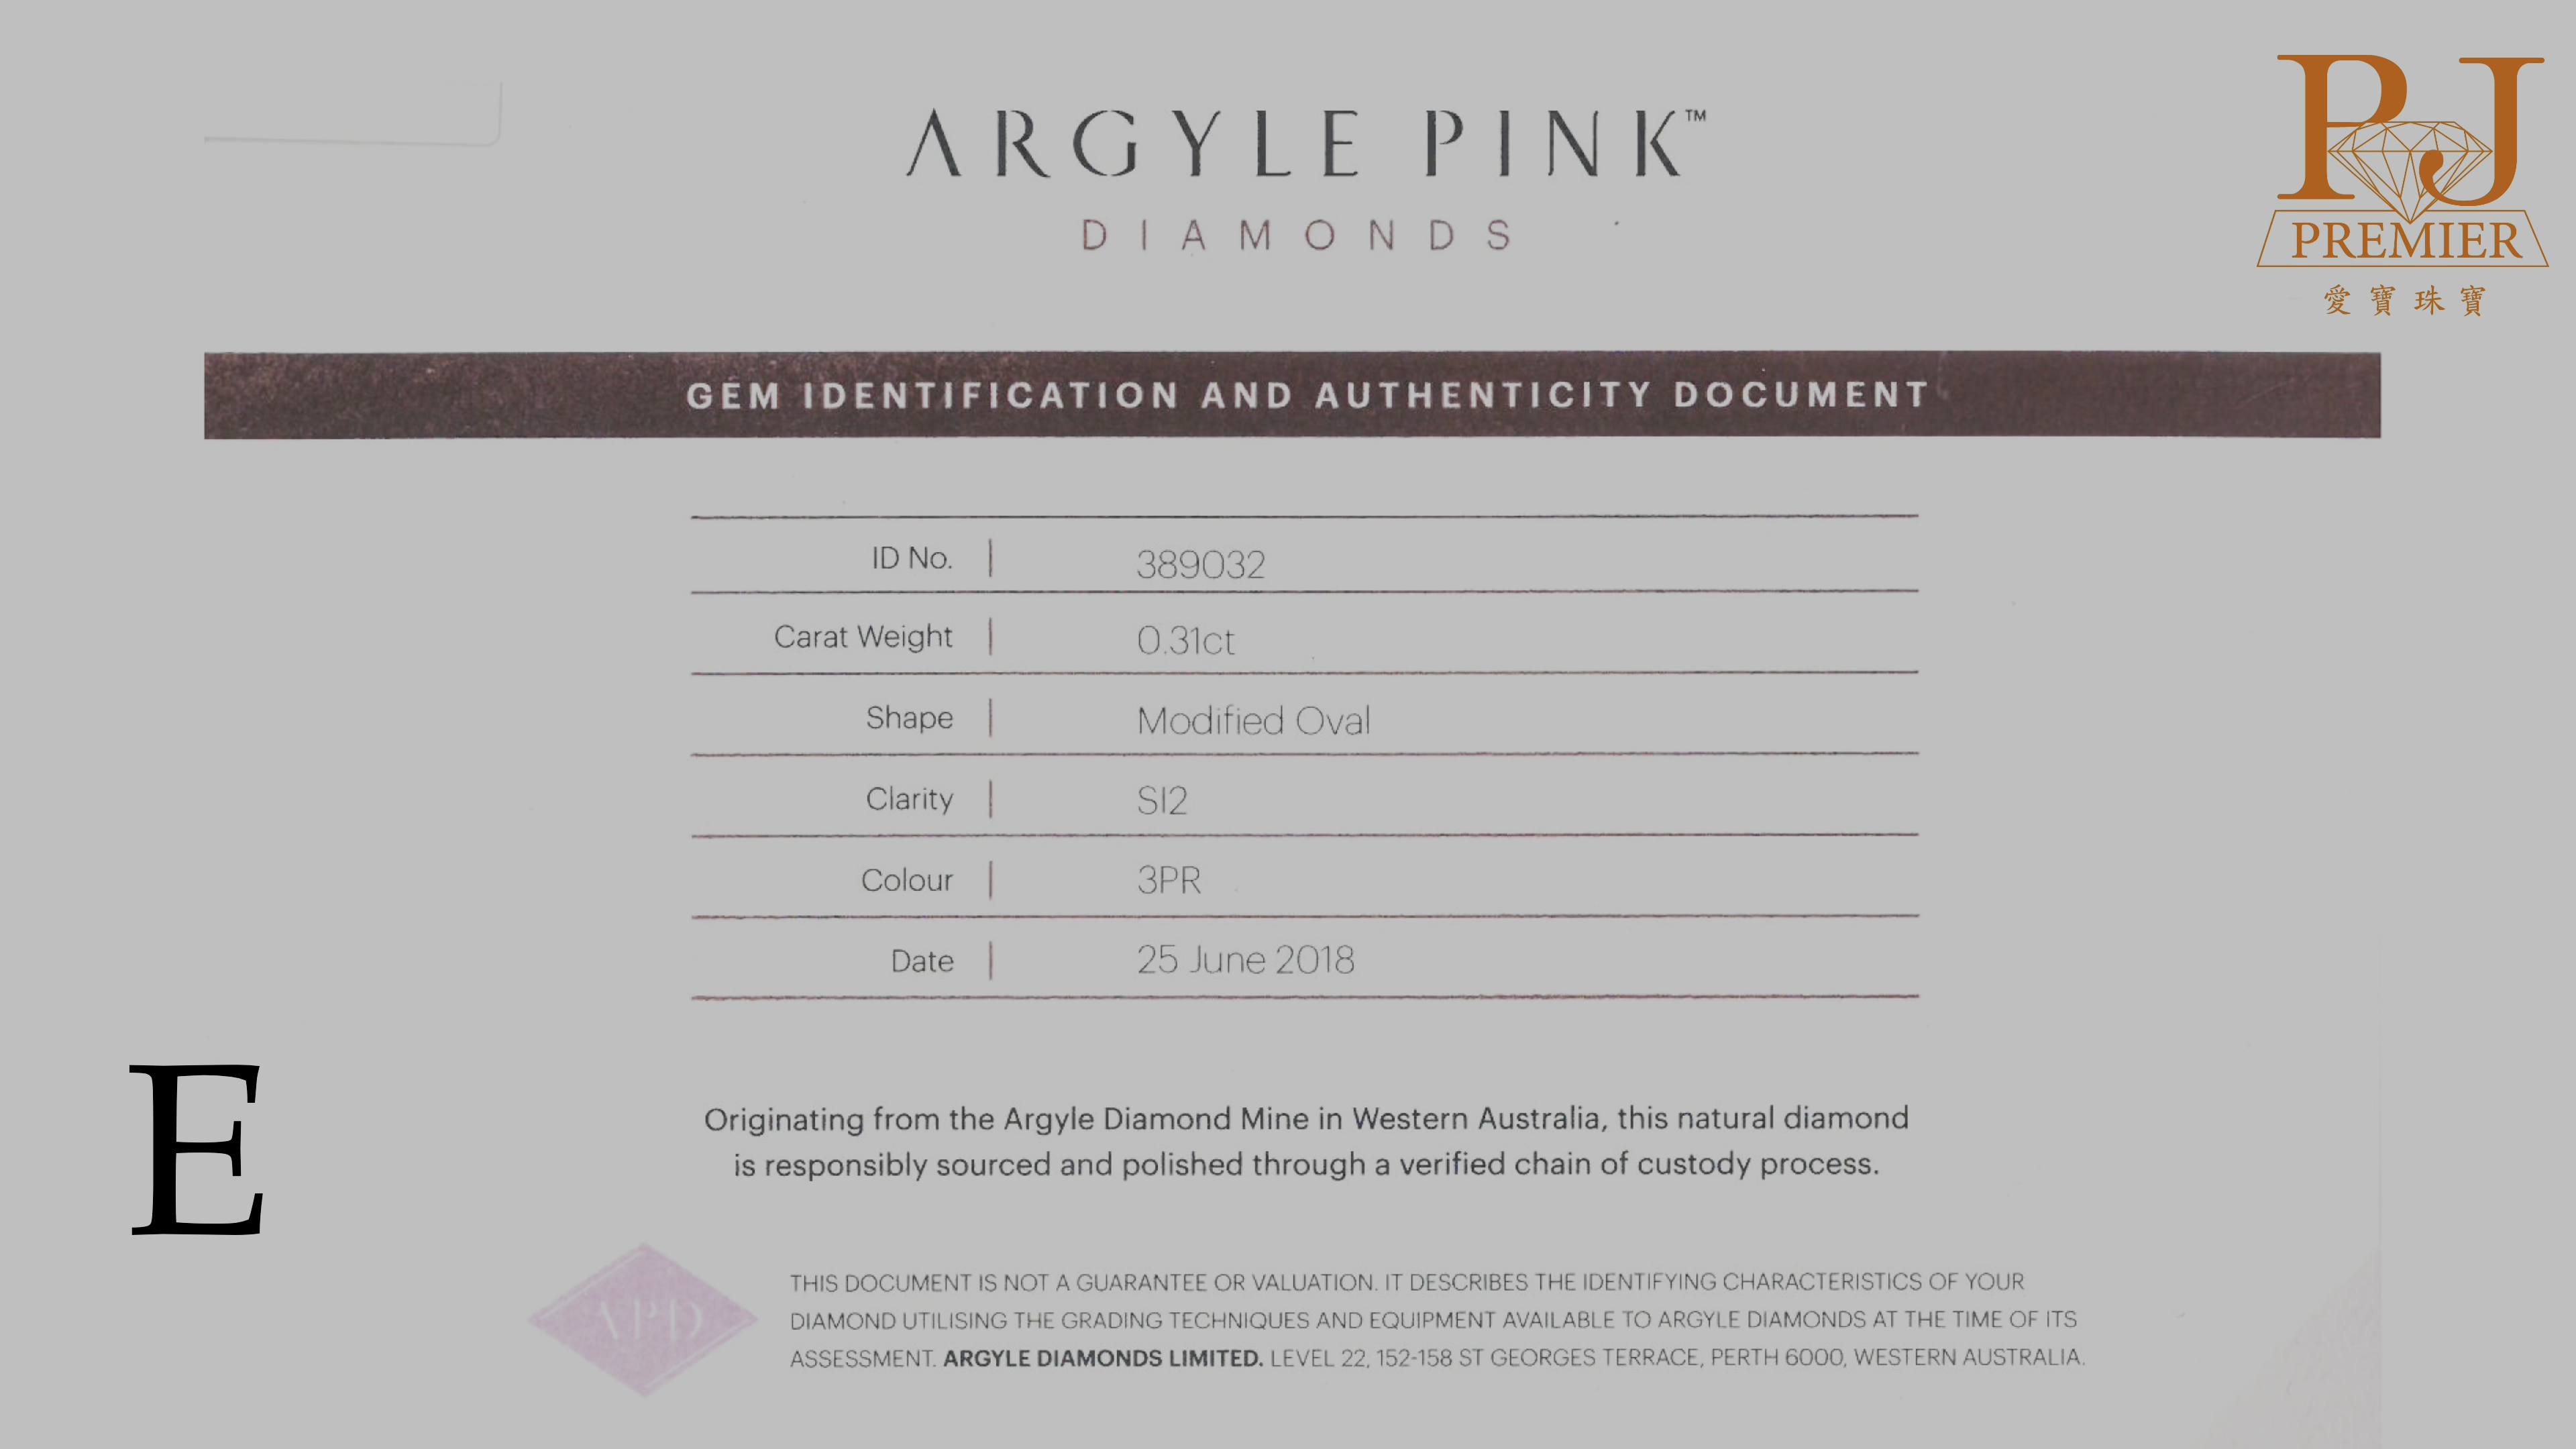 ARGYLE PINK™
DIAMONDS
PJ
PREMIER
愛寶珠寶
GEM IDENTIFICATION AND AUTHENTICITY DOCUMENT
ID No. | 389032
Carat Weight | 0.31ct
Shape | Modified Oval
Clarity | SI2
Colour | 3PR
Date | 25 June 2018
E
Originating from the Argyle Diamond Mine in Western Australia, this natural diamond
is responsibly sourced and polished through a verified chain of custody process.
APD
THIS DOCUMENT IS NOT A GUARANTEE OR VALUATION. IT DESCRIBES THE IDENTIFYING CHARACTERISTICS OF YOUR
DIAMOND UTILISING THE GRADING TECHNIQUES AND EQUIPMENT AVAILABLE TO ARGYLE DIAMONDS AT THE TIME OF ITS
ASSESSMENT. ARGYLE DIAMONDS LIMITED. LEVEL 22, 152-158 ST GEORGES TERRACE, PERTH 6000, WESTERN AUSTRALIA.